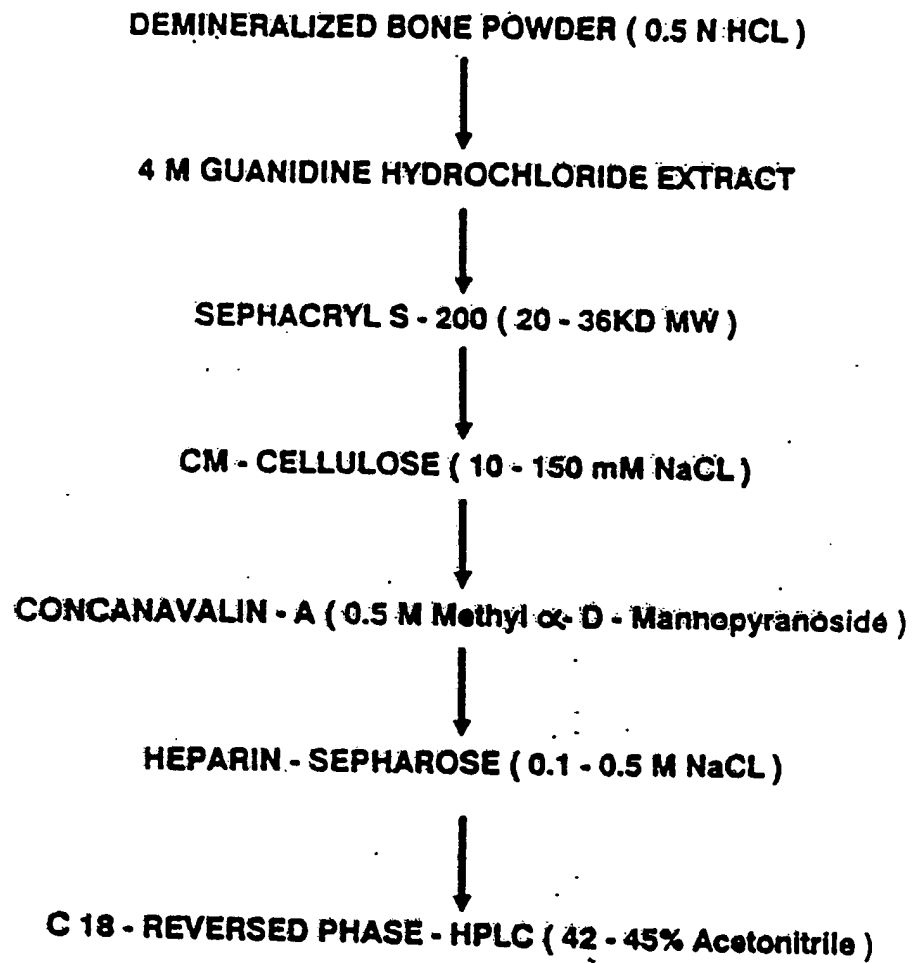 DEMINERALIZED BONE POWDER ( 0.5 N HCL )
4 M GUANIDINE HYDROCHLORIDE EXTRACT
SEPHACRYL S - 200 ( 20 - 36KD MW )
CM - CELLULOSE ( 10 - 150 mM NaCL )
CONCANAVALIN - A ( 0.5 M Methyl α- D - Mannopyranoside )
HEPARIN - SEPHAROSE ( 0.1 - 0.5 M NaCL )
C 18 - REVERSED PHASE - HPLC ( 42 - 45% Acetonitrile )